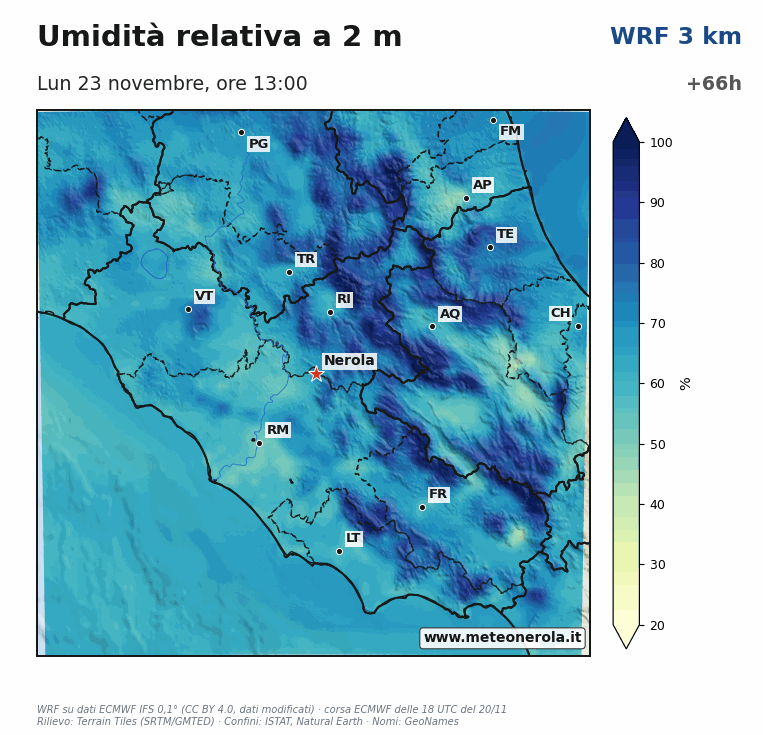 Umidità relativa a 2 m
WRF 3 km
Lun 23 novembre, ore 13:00
+66h
FM
PG
AP
TE
TR
VT
RI
AQ
CH
Nerola
RM
FR
LT
www.meteonerola.it
100
90
80
70
60
50
40
30
20
%
WRF su dati ECMWF IFS 0,1° (CC BY 4.0, dati modificati) · corsa ECMWF delle 18 UTC del 20/11
Rilievo: Terrain Tiles (SRTM/GMTED) · Confini: ISTAT, Natural Earth · Nomi: GeoNames